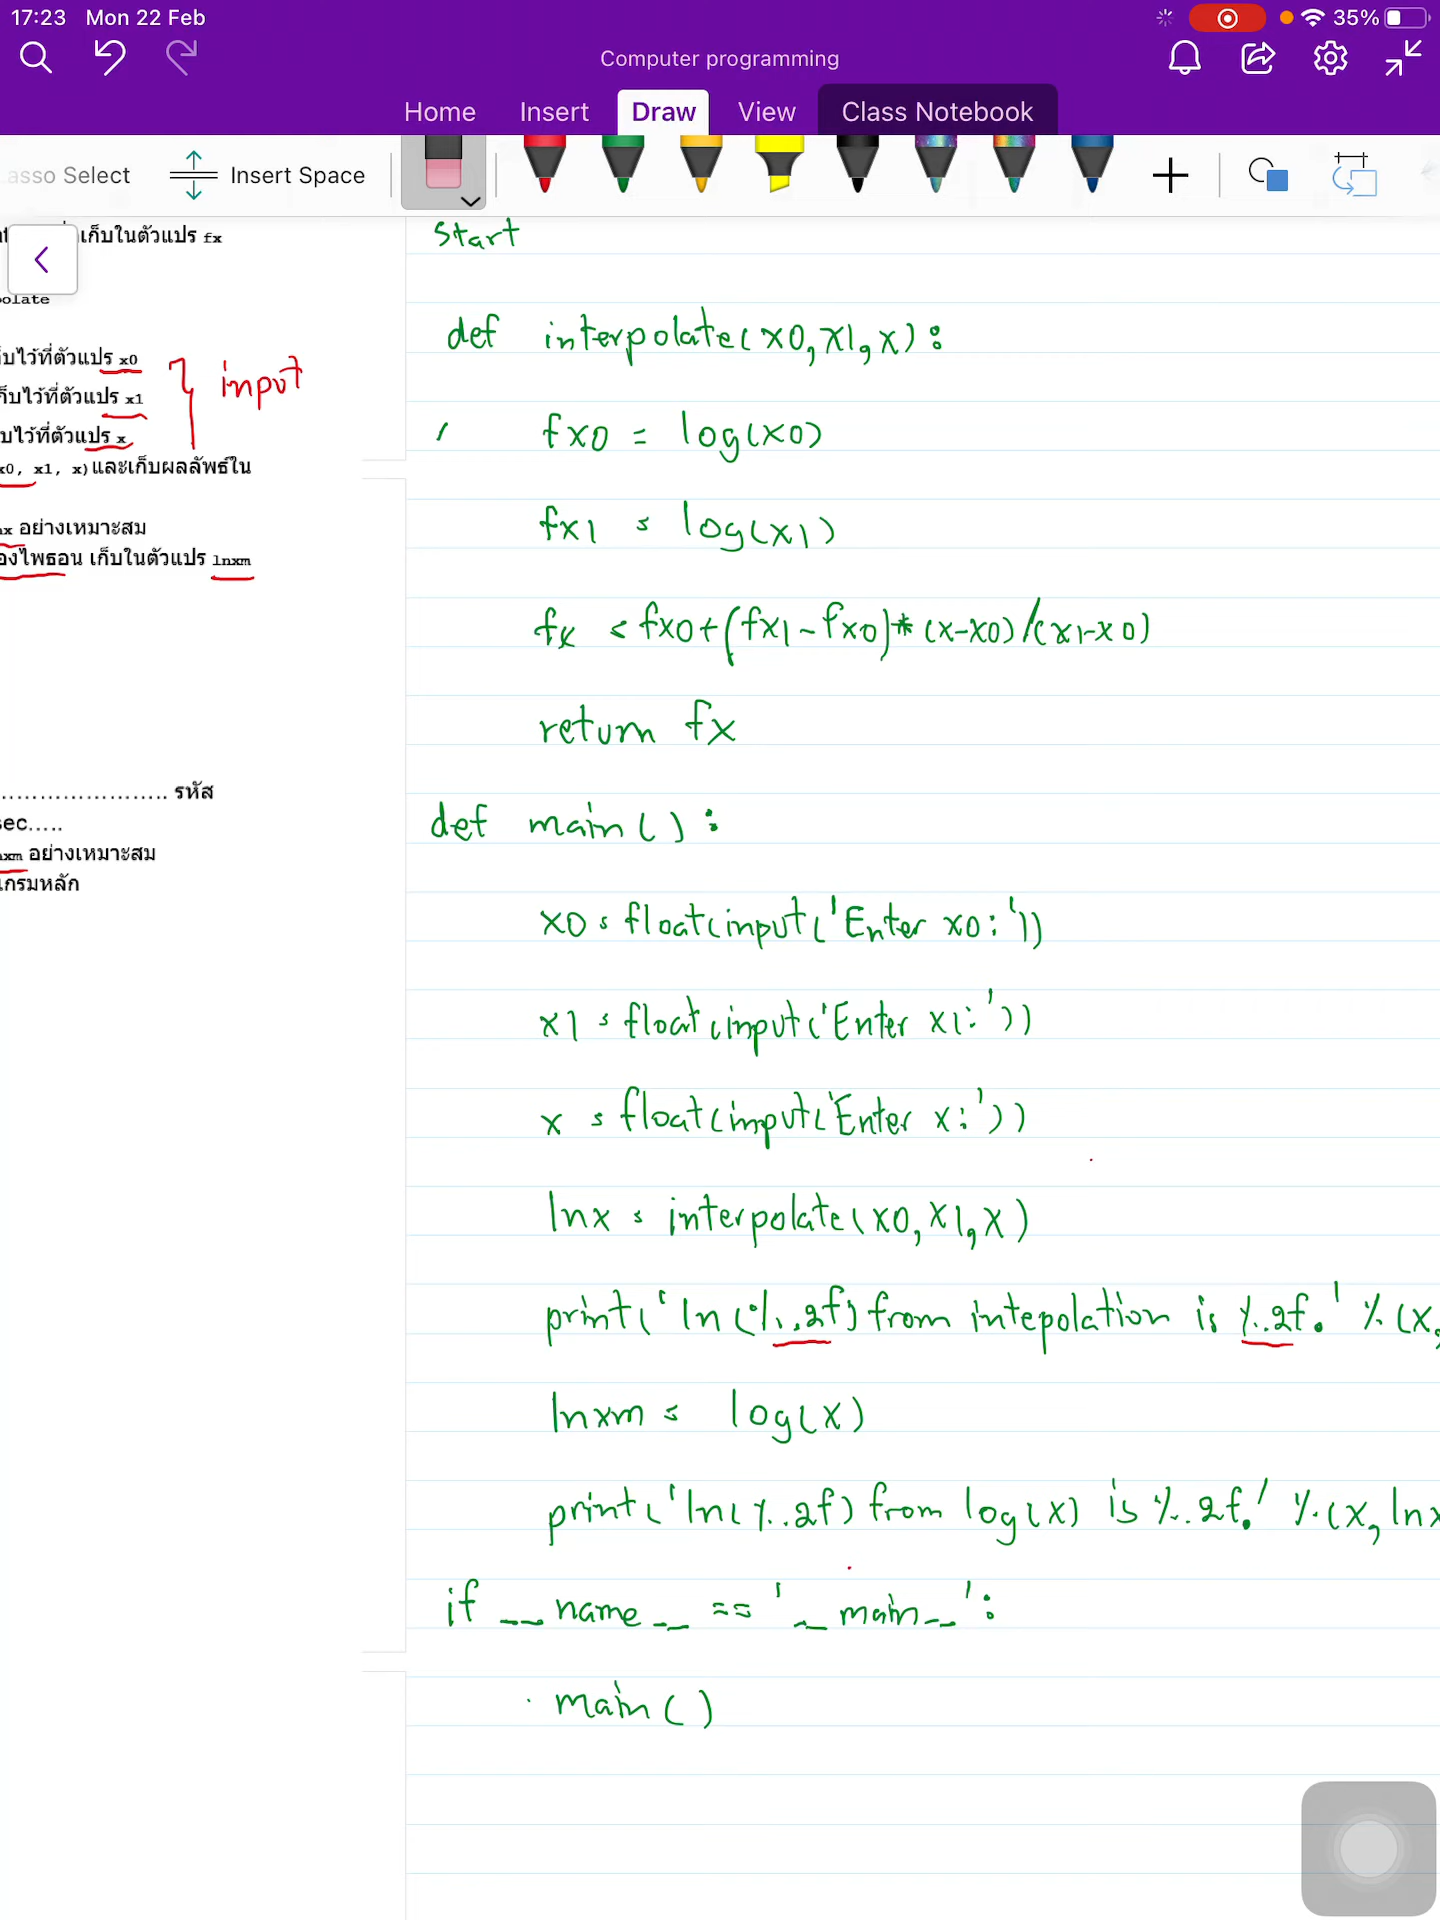 17:23 Mon 22 Feb
35%
Computer programming
Home Insert Draw View Class Notebook
asso Select Insert Space
เก็บในตัวแปร fx
olate
บไว้ที่ตัวแปร x0
ก็บไว้ที่ตัวแปร x1
บไว้ที่ตัวแปร x
input
x0, x1, x) และเก็บผลลัพธ์ใน
nx อย่างเหมาะสม
องไพธอน เก็บในตัวแปร lnxm
........................ รหัส
sec.....
nxm อย่างเหมาะสม
เกรมหลัก
Start
def interpolate(x0,x1,x):
fx0 = log(x0)
fx1 = log(x1)
fx = fx0+(fx1-fx0)*(x-x0)/(x1-x0)
return fx
def main():
x0 = float(input('Enter x0:'))
x1 = float(input('Enter x1:'))
x = float(input('Enter x:'))
lnx = interpolate(x0,x1,x)
print('ln(%.2f) from intepolation is %.2f.' % (x,
lnxm = log(x)
print('ln(%.2f) from log(x) is %.2f.' %(x, lnx
if __name__ == '__main__':
main()